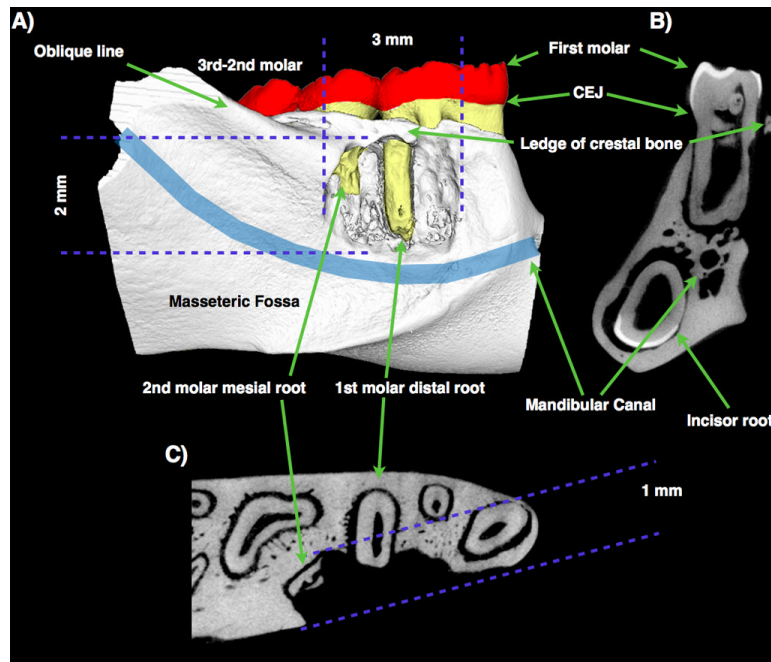 A)
B)
3 mm
First molar
Oblique line
3rd-2nd molar
CEJ
Ledge of crestal bone
2 mm
Masseteric Fossa
2nd molar mesial root
1st molar distal root
Mandibular Canal
Incisor root
C)
1 mm